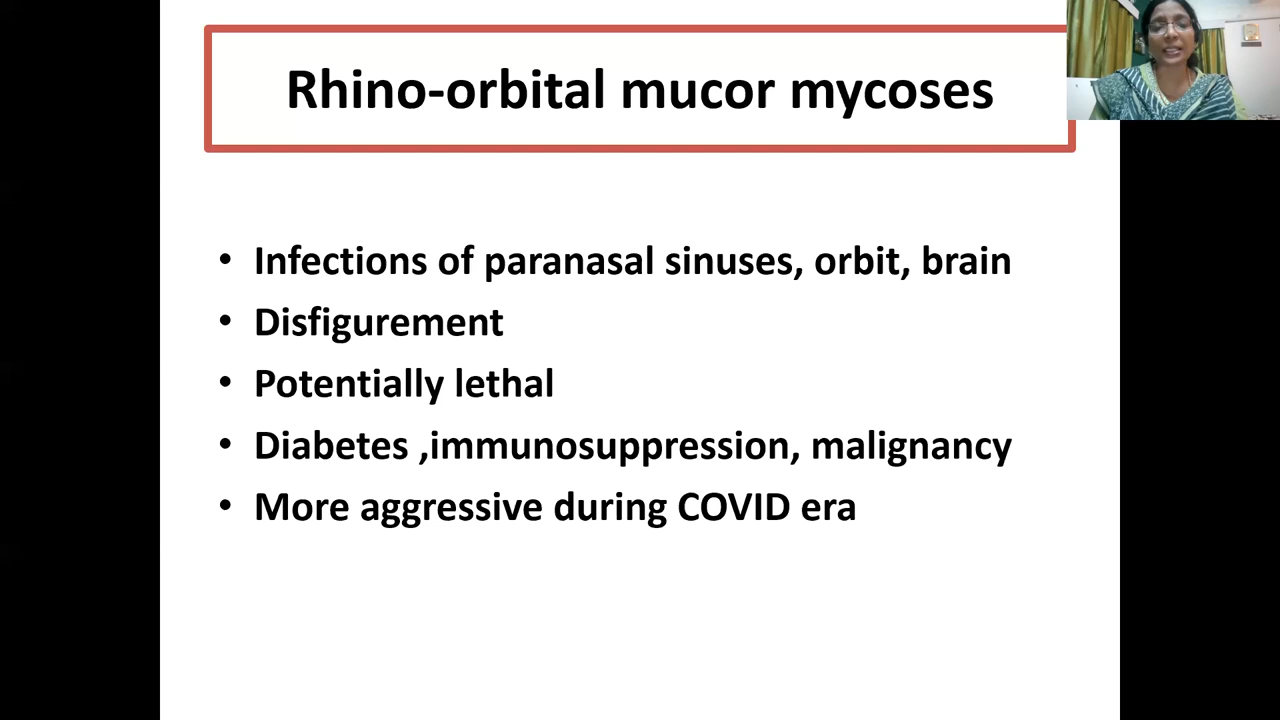 Rhino-orbital mucor mycoses
• Infections of paranasal sinuses, orbit, brain
• Disfigurement
• Potentially lethal
• Diabetes ,immunosuppression, malignancy
• More aggressive during COVID era